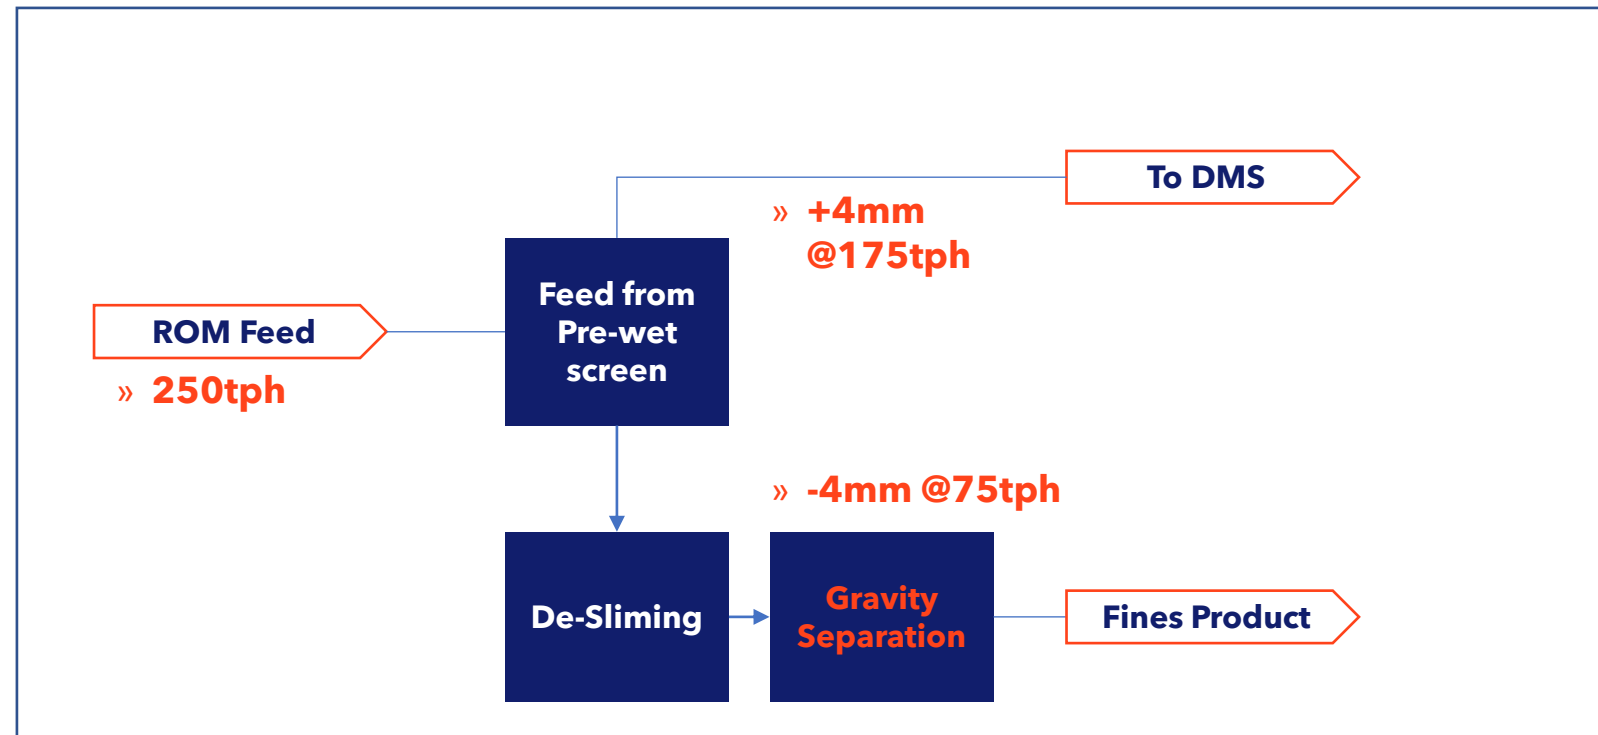 To DMS
» +4mm
@175tph
Feed from
Pre-wet
screen
ROM Feed
» 250tph
» -4mm @75tph
De-Sliming
Gravity
Separation
Fines Product